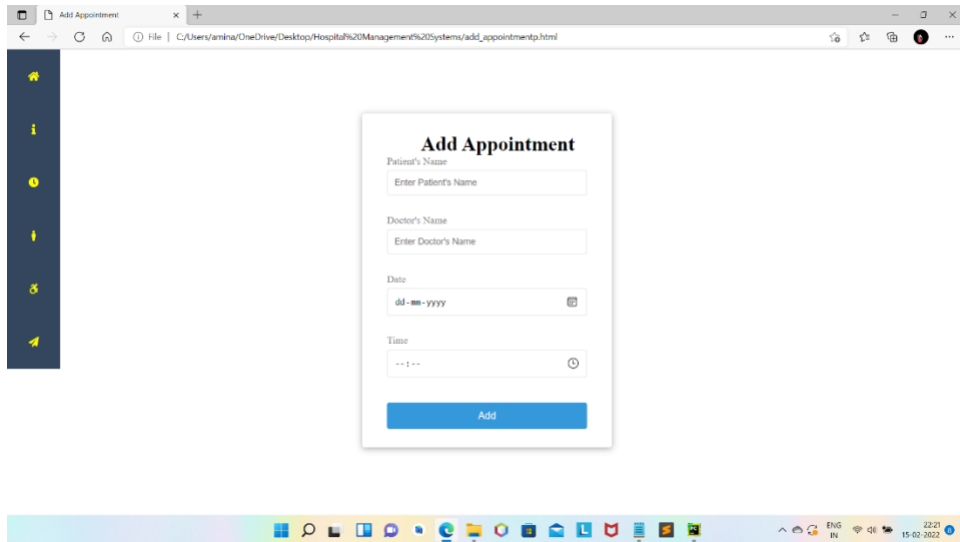 Add Appointment
File | C:/Users/amina/OneDrive/Desktop/Hospital%20Management%20Systems/add_appointmentp.html
Add Appointment
Patient's Name
Enter Patient's Name
Doctor's Name
Enter Doctor's Name
Date
dd-mm-yyyy
Time
--:--
Add
ENG
IN
22:21
15-02-2022